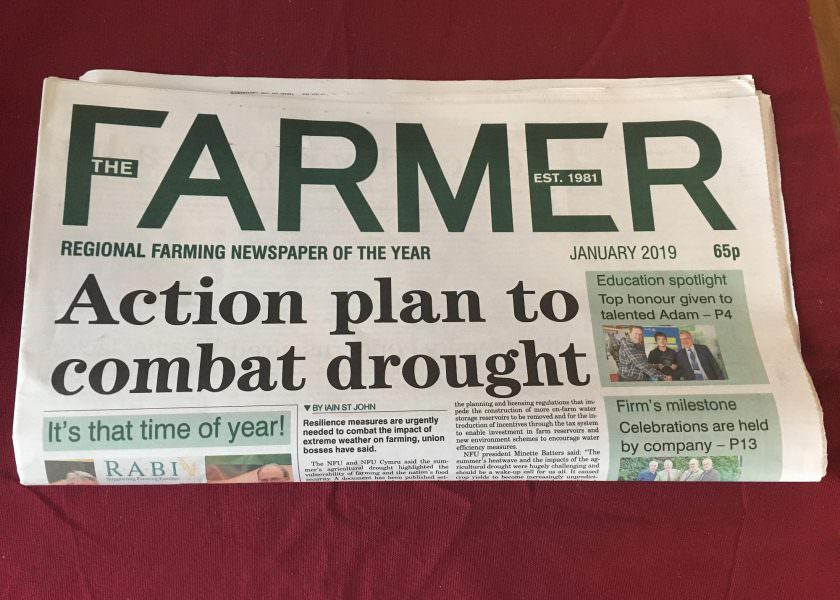 THE
FARMER
EST. 1981
REGIONAL FARMING NEWSPAPER OF THE YEAR
JANUARY 2019
65p
Action plan to
combat drought
Education spotlight
Top honour given to
talented Adam – P4
Firm's milestone
Celebrations are held
by company – P13
It's that time of year!
RABI
Supporting Farming Families
▼ BY IAIN ST JOHN
Resilience measures are urgently
needed to combat the impact of
extreme weather on farming, union
bosses have said.
The NFU and NFU Cymru said the sum-
mer's agricultural drought highlighted the
vulnerability of farming and the nation's food
security. A document has been published set-
the planning and licensing regulations that im-
pede the construction of more on-farm water
storage reservoirs to be removed and for the in-
troduction of incentives through the tax system
to enable investment in farm reservoirs and
new environment schemes to encourage water
efficiency measures.
NFU president Minette Batters said: "The
summer's heatwave and the impacts of the ag-
ricultural drought were hugely challenging and
should be a wake-up call for us all. It caused
crop yields to become increasingly unpredict-